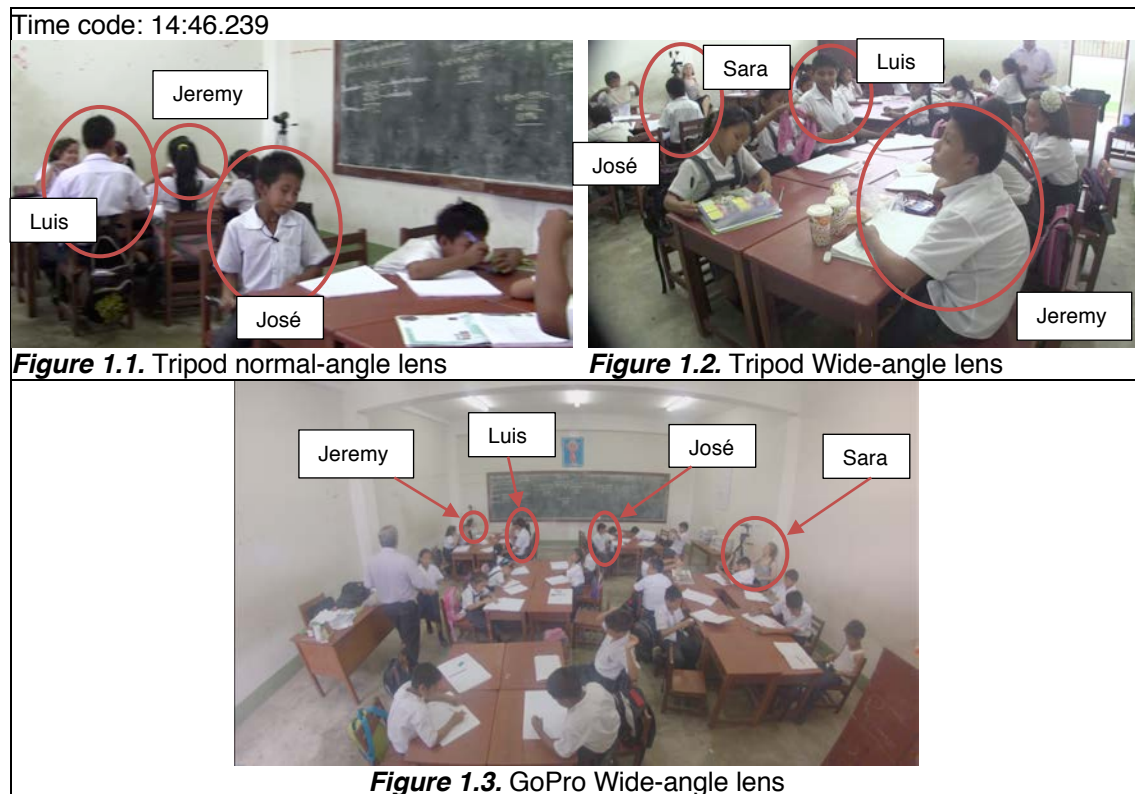 Time code: 14:46.239
Jeremy
Luis
José
Sara
Luis
José
Jeremy
Figure 1.1. Tripod normal-angle lens
Figure 1.2. Tripod Wide-angle lens
Jeremy
Luis
José
Sara
Figure 1.3. GoPro Wide-angle lens